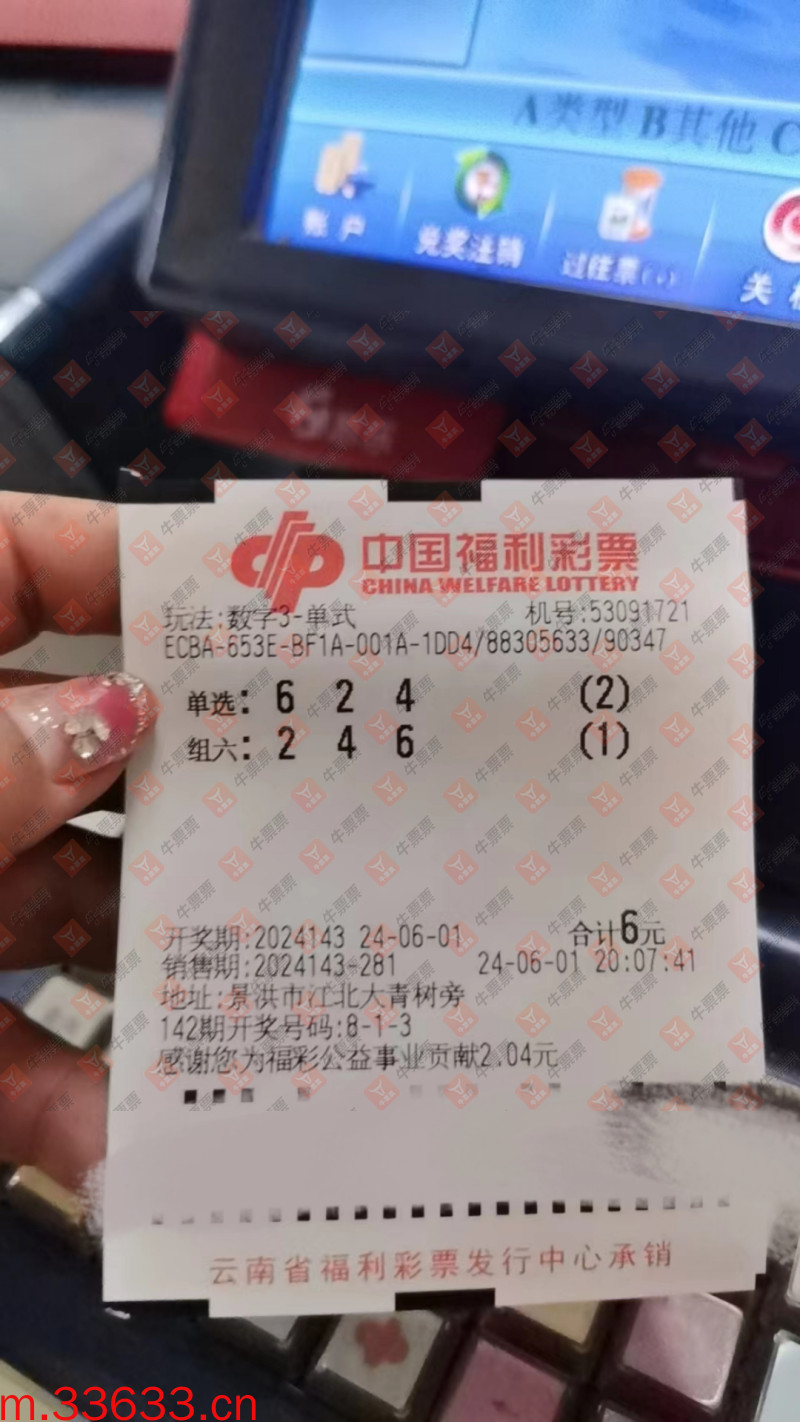 A类型B其他C
账户 兑奖注销 过往票 关
中国福利彩票
CHINA WELFARE LOTTERY
玩法:数字3-单式 机号:53091721
ECBA-653E-BF1A-001A-1DD4/88305633/90347
单选: 6 2 4 (2)
组六: 2 4 6 (1)
开奖期:2024143 24-06-01 合计6元
销售期:2024143-281 24-06-01 20:07:41
地址:景洪市江北大青树旁
142期开奖号码:8-1-3
感谢您为福彩公益事业贡献2.04元
云南省福利彩票发行中心承销
牛票票
m.33633.cn